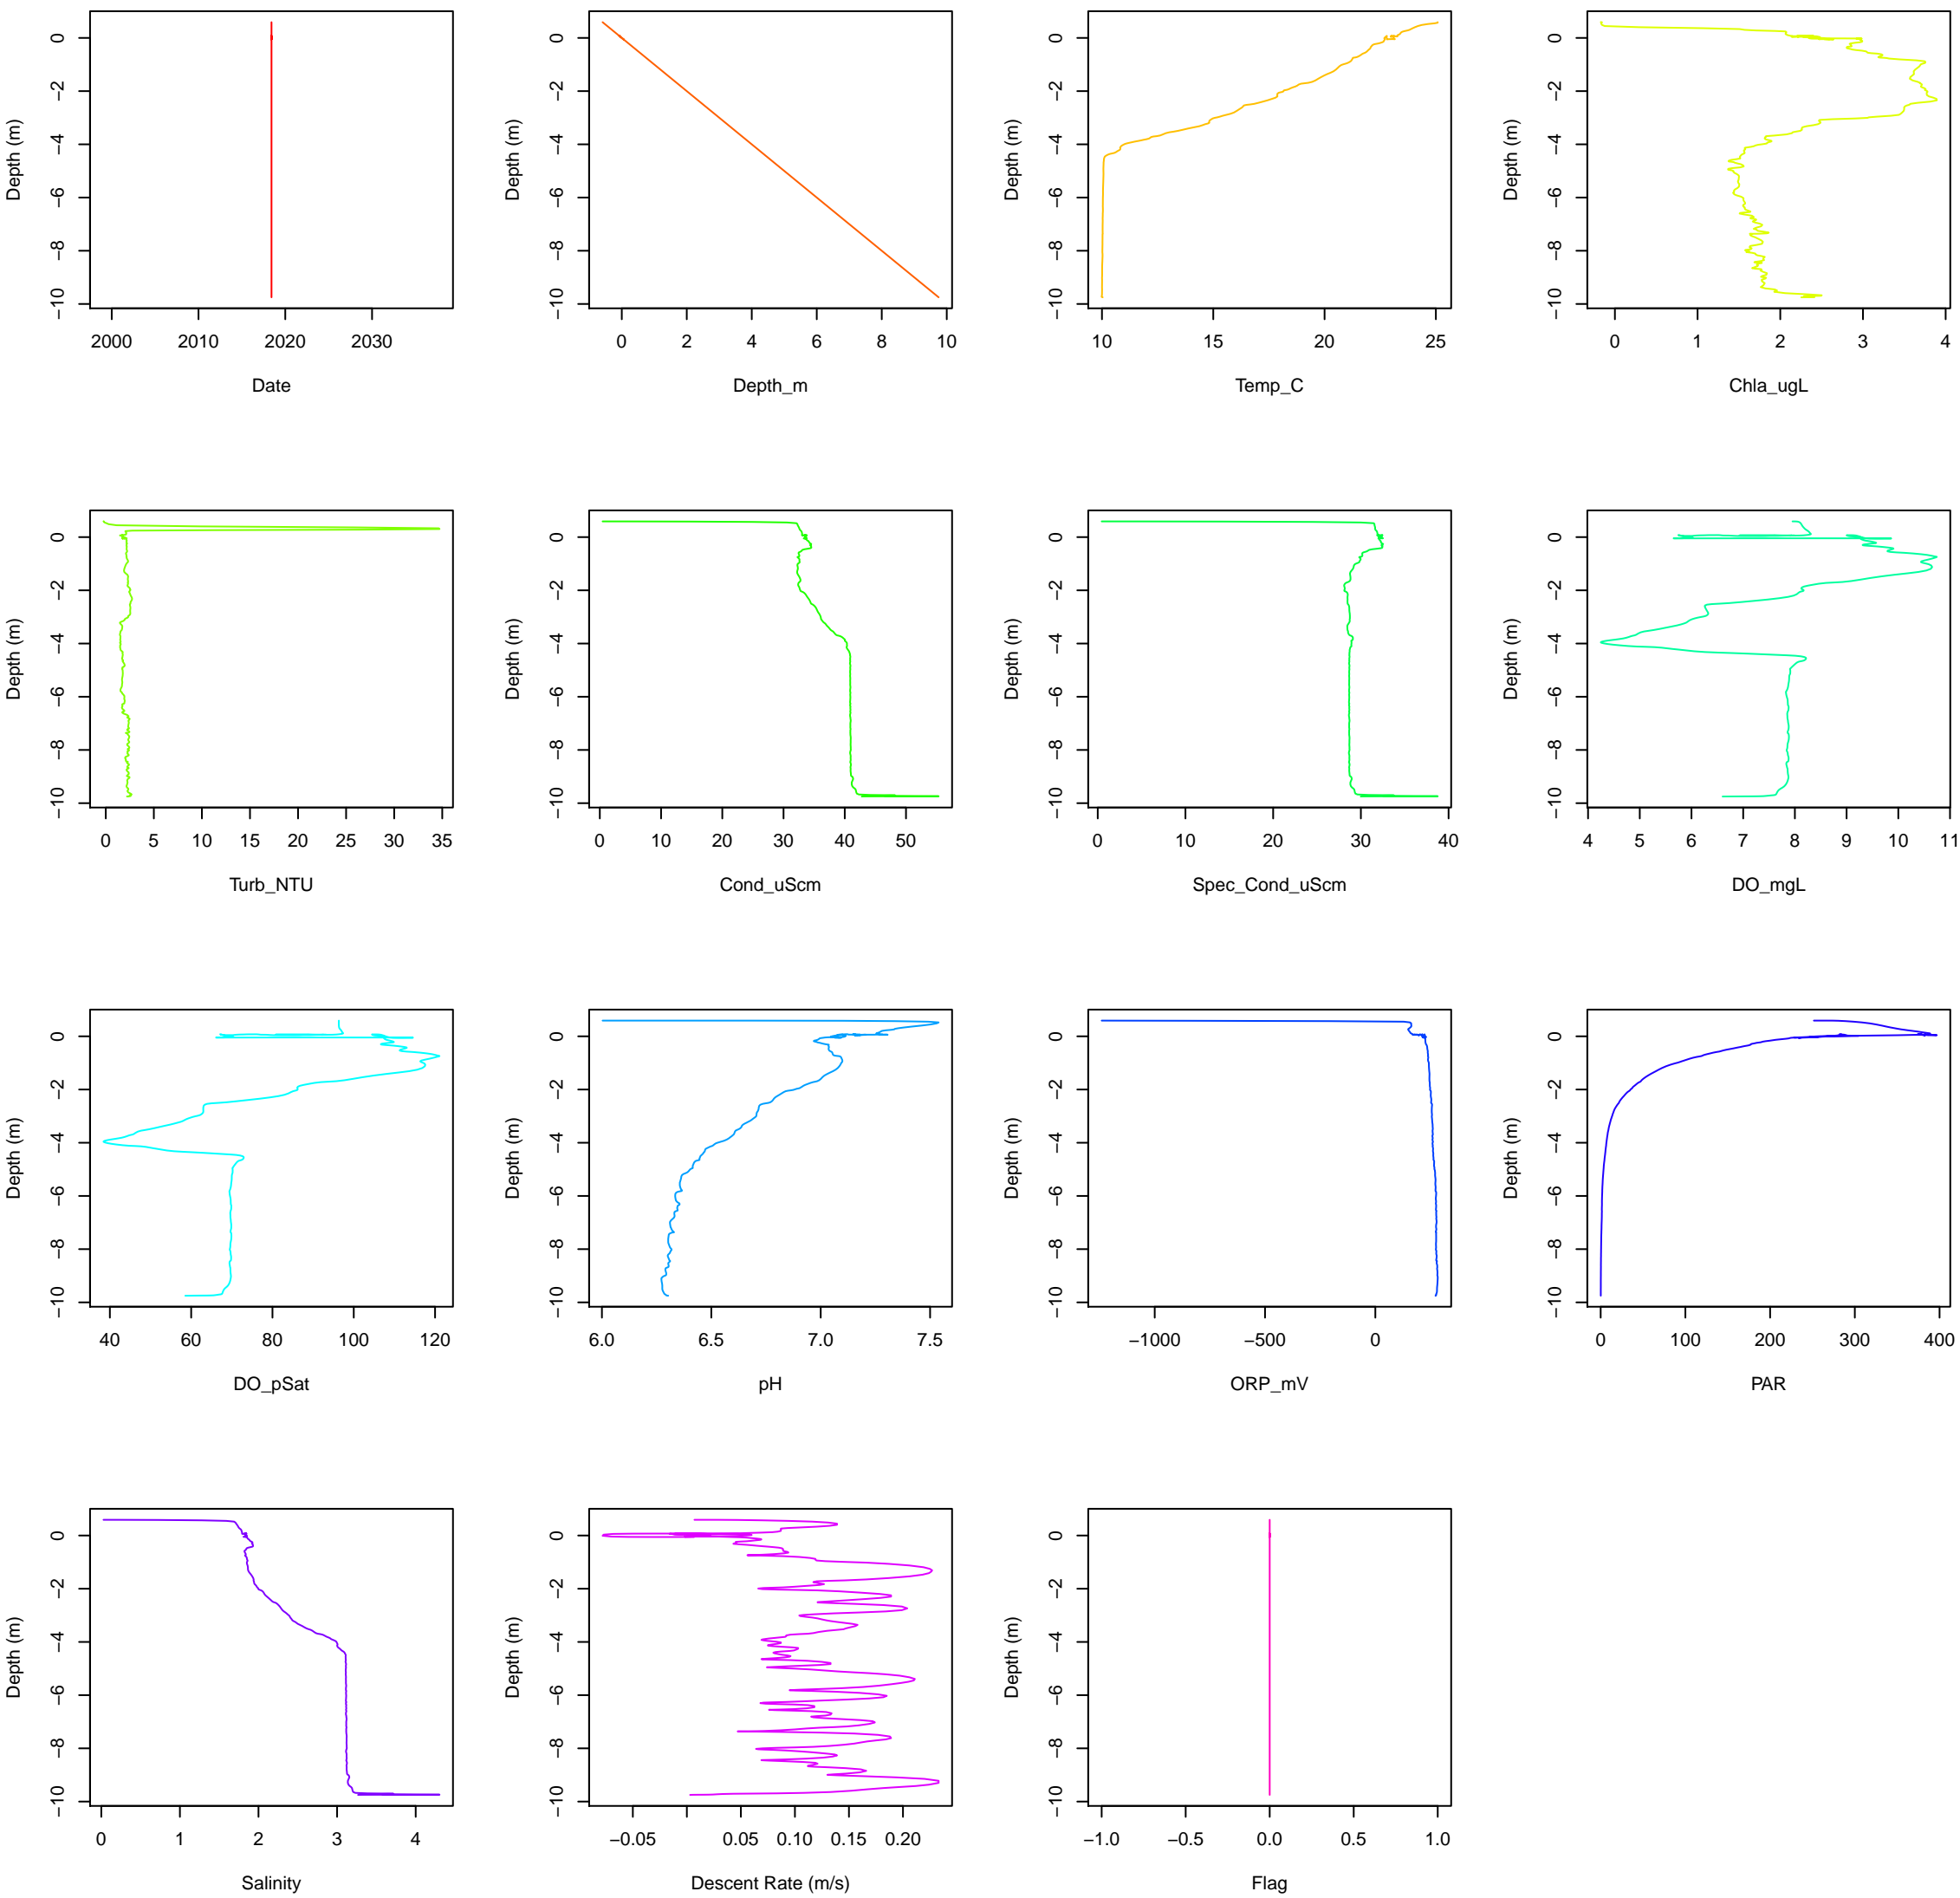 Depth (m)
0
−2
−4
−6
−8
−10
2000 2010 2020 2030
Date
Depth (m)
0
−2
−4
−6
−8
−10
0 2 4 6 8 10
Depth_m
Depth (m)
0
−2
−4
−6
−8
−10
10 15 20 25
Temp_C
Depth (m)
0
−2
−4
−6
−8
−10
0 1 2 3 4
Chla_ugL
Depth (m)
0
−2
−4
−6
−8
−10
0 5 10 15 20 25 30 35
Turb_NTU
Depth (m)
0
−2
−4
−6
−8
−10
0 10 20 30 40 50
Cond_uScm
Depth (m)
0
−2
−4
−6
−8
−10
0 10 20 30 40
Spec_Cond_uScm
Depth (m)
0
−2
−4
−6
−8
−10
4 5 6 7 8 9 10 11
DO_mgL
Depth (m)
0
−2
−4
−6
−8
−10
40 60 80 100 120
DO_pSat
Depth (m)
0
−2
−4
−6
−8
−10
6.0 6.5 7.0 7.5
pH
Depth (m)
0
−2
−4
−6
−8
−10
−1000 −500 0
ORP_mV
Depth (m)
0
−2
−4
−6
−8
−10
0 100 200 300 400
PAR
Depth (m)
0
−2
−4
−6
−8
−10
0 1 2 3 4
Salinity
Depth (m)
0
−2
−4
−6
−8
−10
−0.05 0.05 0.10 0.15 0.20
Descent Rate (m/s)
Depth (m)
0
−2
−4
−6
−8
−10
−1.0 −0.5 0.0 0.5 1.0
Flag